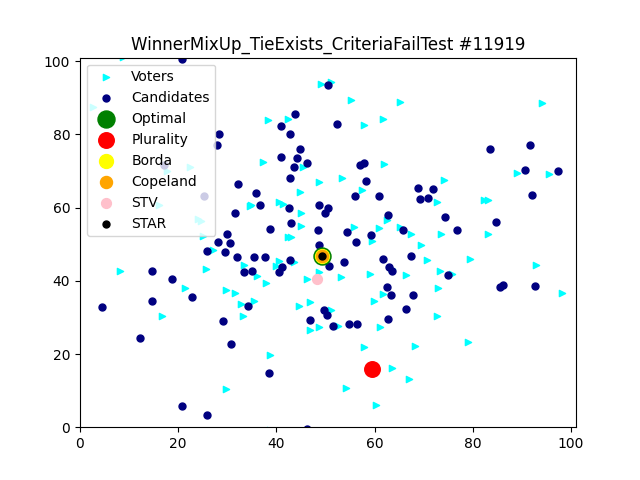 WinnerMixUp_TieExists_CriteriaFailTest #11919
100
80
60
40
20
0
Voters
Candidates
Optimal
Plurality
Borda
Copeland
STV
STAR
0 20 40 60 80 100